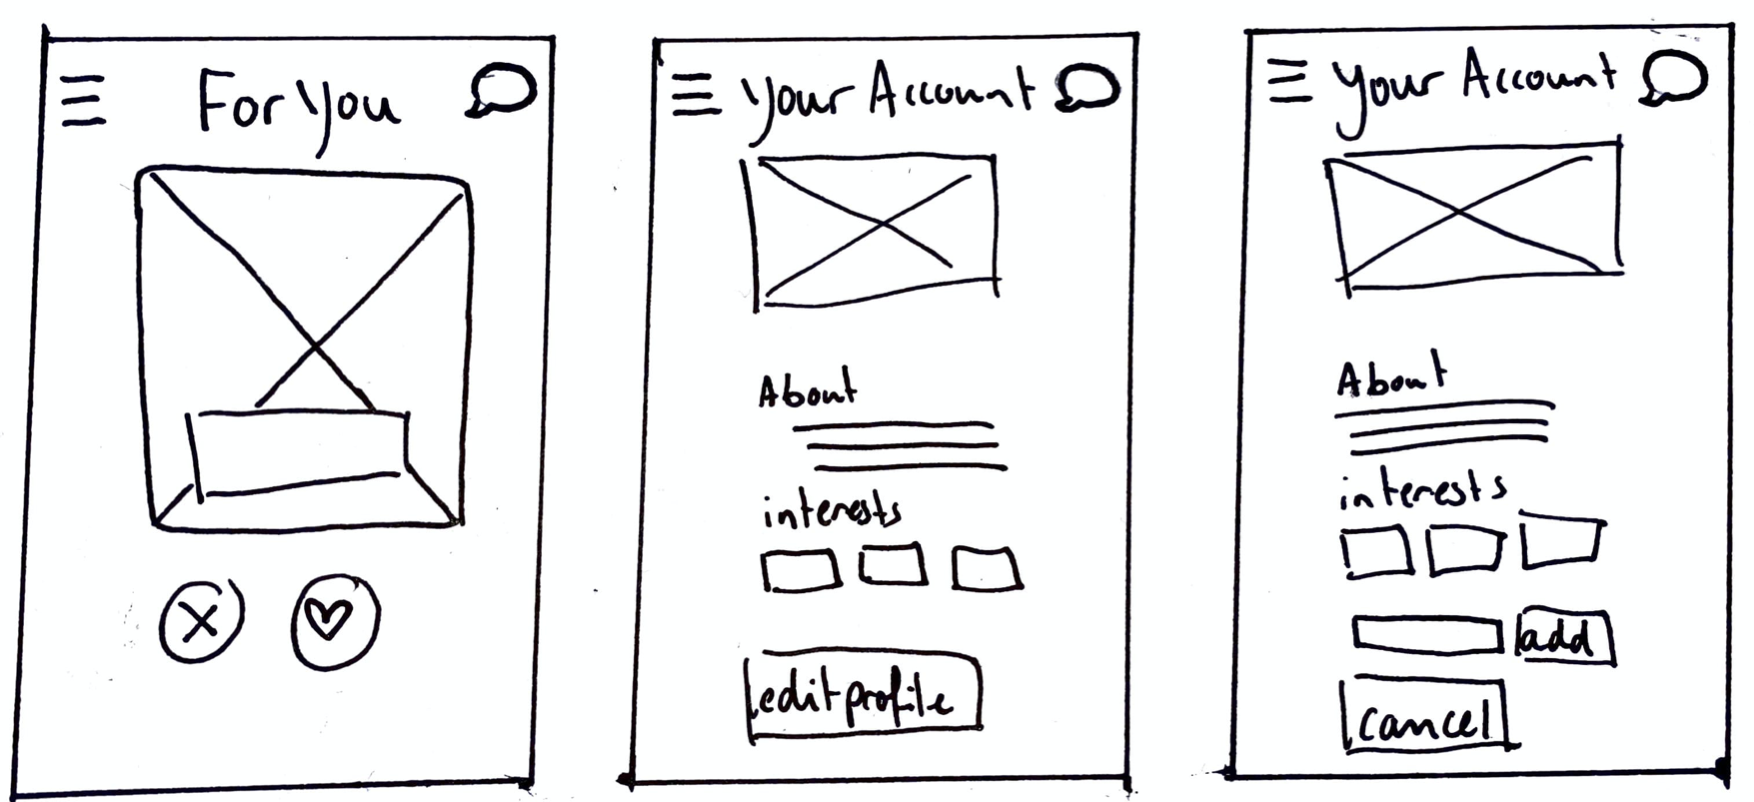 For You
Your Account
About
interests
edit profile
Your Account
About
interests
add
cancel